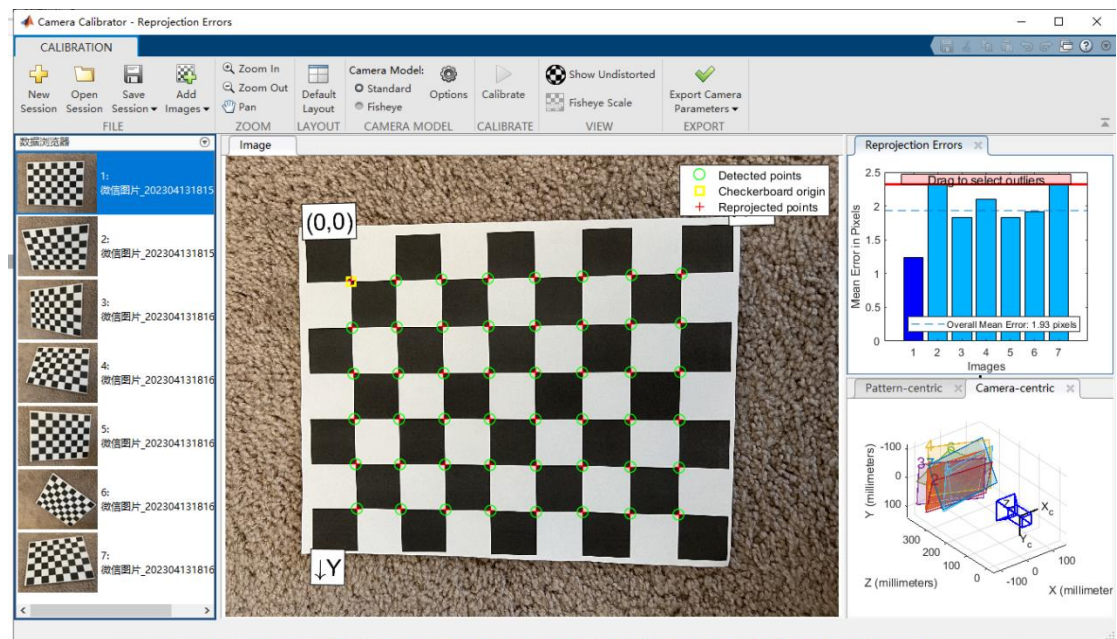 Camera Calibrator - Reprojection Errors
CALIBRATION
New Session
Open Session
Save Session
Add Images
FILE
Zoom In
Zoom Out
Pan
ZOOM
Default Layout
LAYOUT
Camera Model:
Standard
Fisheye
Options
CAMERA MODEL
Calibrate
CALIBRATE
Show Undistorted
Fisheye Scale
VIEW
Export Camera Parameters
EXPORT
数据浏览器
1:
微信图片_202304131815
2:
微信图片_202304131815
3:
微信图片_202304131816
4:
微信图片_202304131816
5:
微信图片_202304131816
6:
微信图片_202304131816
7:
微信图片_202304131816
Image
Detected points
Checkerboard origin
Reprojected points
(0,0)
↓Y
Reprojection Errors
Drag to select outliers
2.5
2
1.5
1
0.5
0
Mean Error in Pixels
Overall Mean Error: 1.93 pixels
1 2 3 4 5 6 7
Images
Pattern-centric
Camera-centric
-100
0
100
Y (millimeters)
300
200
100
0
Z (millimeters)
-100
0
100
X (millimeter
Xc
Yc